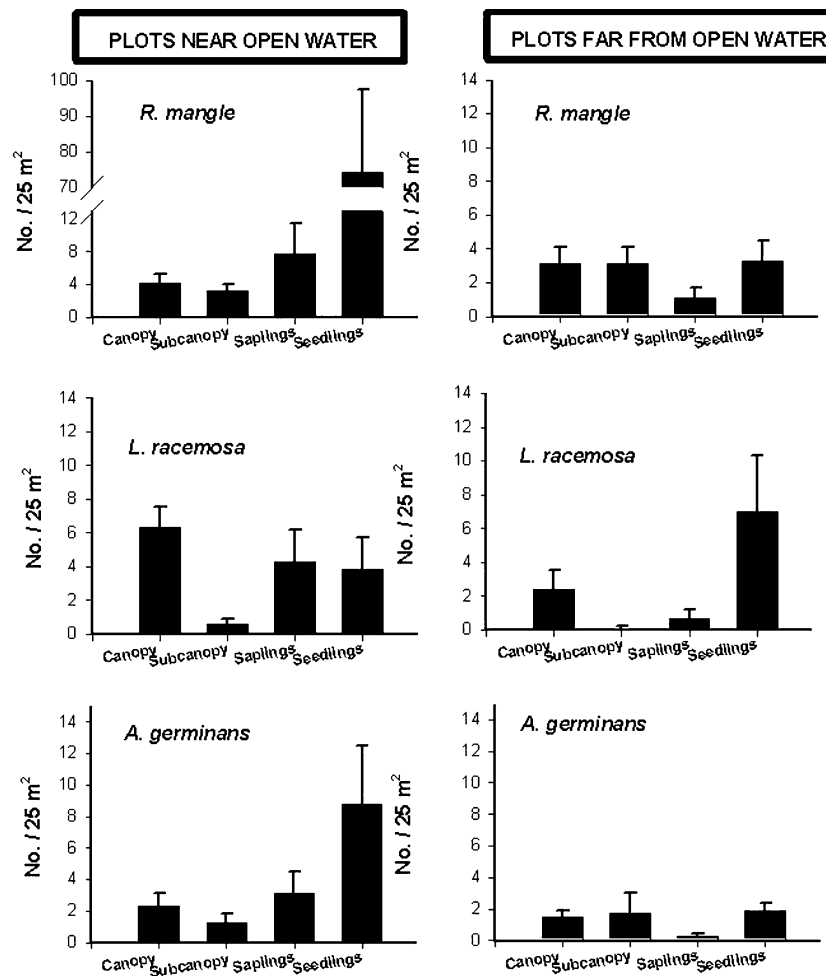 PLOTS NEAR OPEN WATER
PLOTS FAR FROM OPEN WATER
R. mangle
No. / 25 m²
100
90
80
70
12
8
4
0
Canopy
Subcanopy
Saplings
Seedlings
R. mangle
No. / 25 m²
14
12
10
8
6
4
2
0
Canopy
Subcanopy
Saplings
Seedlings
L. racemosa
No. / 25 m²
14
12
10
8
6
4
2
0
Canopy
Subcanopy
Saplings
Seedlings
L. racemosa
No. / 25 m²
14
12
10
8
6
4
2
0
Canopy
Subcanopy
Saplings
Seedlings
A. germinans
No. / 25 m²
14
12
10
8
6
4
2
0
Canopy
Subcanopy
Saplings
Seedlings
A. germinans
No. / 25 m²
14
12
10
8
6
4
2
0
Canopy
Subcanopy
Saplings
Seedlings